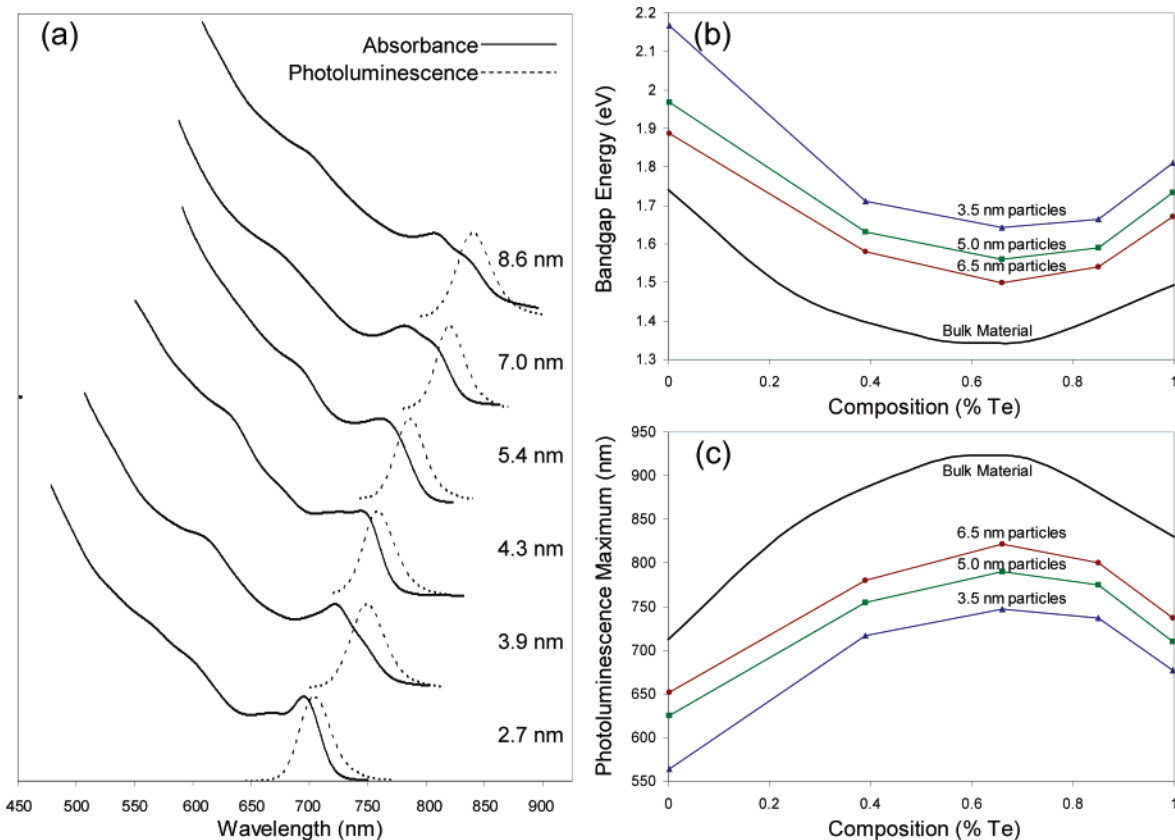 (a)
Absorbance
Photoluminescence
8.6 nm
7.0 nm
5.4 nm
4.3 nm
3.9 nm
2.7 nm
450 500 550 600 650 700 750 800 850 900
Wavelength (nm)
(b)
Bandgap Energy (eV)
2.2
2.1
2
1.9
1.8
1.7
1.6
1.5
1.4
1.3
3.5 nm particles
5.0 nm particles
6.5 nm particles
Bulk Material
0 0.2 0.4 0.6 0.8 1
Composition (% Te)
(c)
Photoluminescence Maximum (nm)
950
900
850
800
750
700
650
600
550
Bulk Material
6.5 nm particles
5.0 nm particles
3.5 nm particles
0 0.2 0.4 0.6 0.8 1
Composition (% Te)